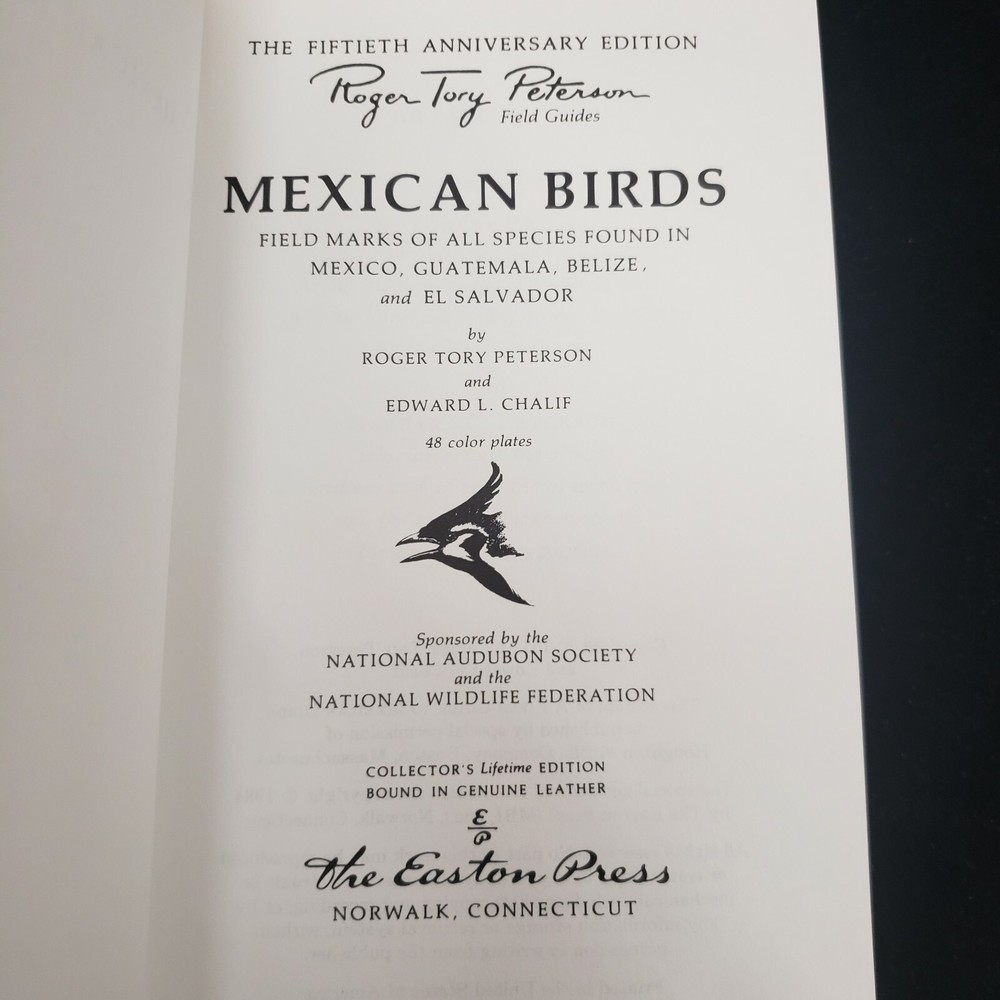 THE FIFTIETH ANNIVERSARY EDITION
Roger Tory Peterson
Field Guides
MEXICAN BIRDS
FIELD MARKS OF ALL SPECIES FOUND IN
MEXICO, GUATEMALA, BELIZE,
and EL SALVADOR
by
ROGER TORY PETERSON
and
EDWARD L. CHALIF
48 color plates
Sponsored by the
NATIONAL AUDUBON SOCIETY
and the
NATIONAL WILDLIFE FEDERATION
COLLECTOR'S Lifetime EDITION
BOUND IN GENUINE LEATHER
E
P
The Easton Press
NORWALK, CONNECTICUT